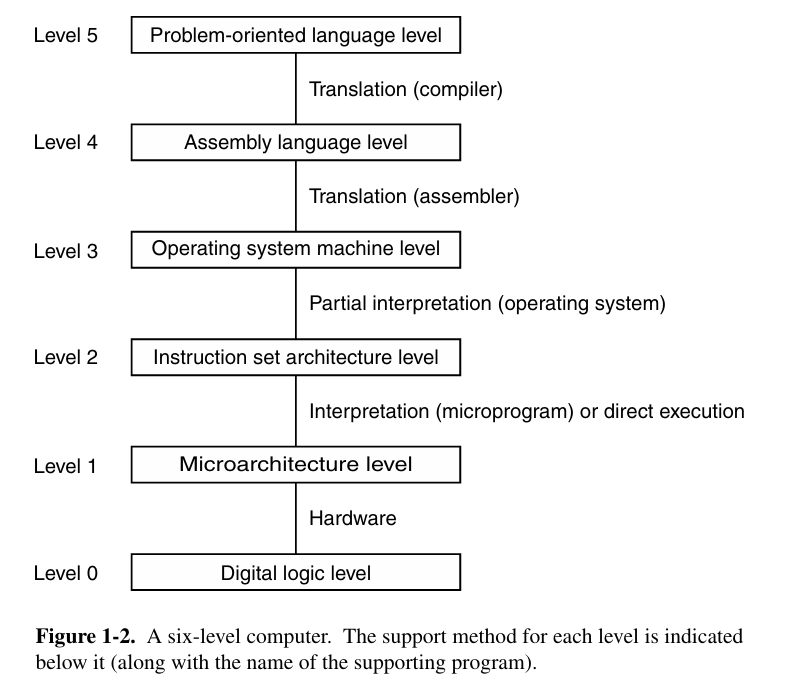 Level 5 Problem-oriented language level
Translation (compiler)
Level 4 Assembly language level
Translation (assembler)
Level 3 Operating system machine level
Partial interpretation (operating system)
Level 2 Instruction set architecture level
Interpretation (microprogram) or direct execution
Level 1 Microarchitecture level
Hardware
Level 0 Digital logic level
Figure 1-2. A six-level computer. The support method for each level is indicated
below it (along with the name of the supporting program).